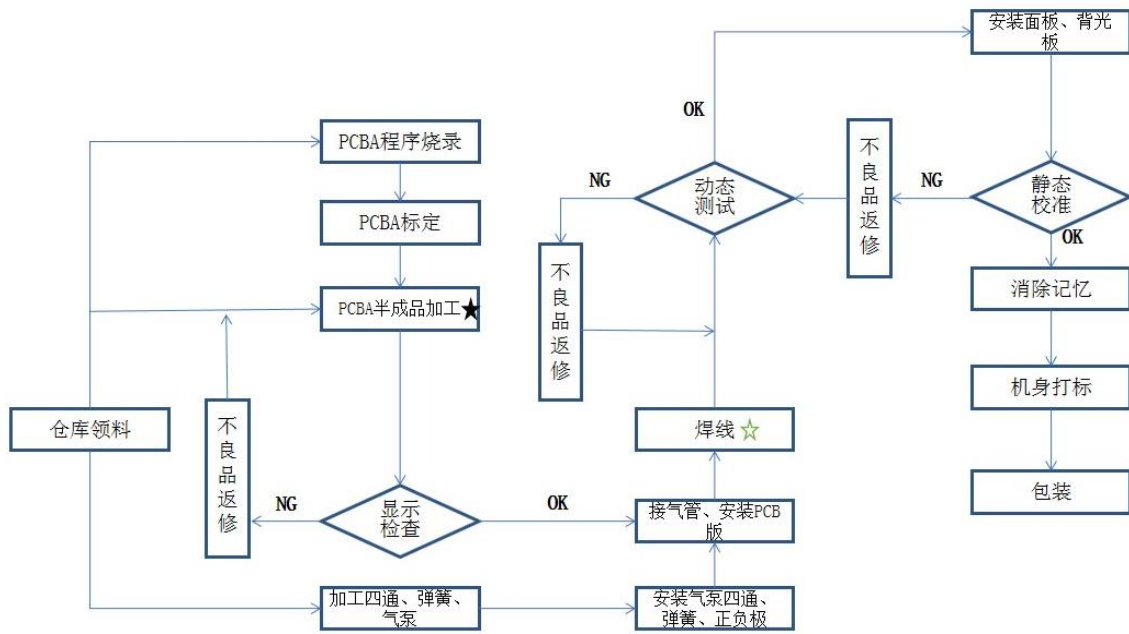 安装面板、背光
板
OK
PCBA程序烧录
不
良
品
返
修
NG
动态
测试
NG
静态
校准
PCBA标定
OK
不
良
品
返
修
消除记忆
PCBA半成品加工★
机身打标
仓库领料
不
良
品
返
修
焊线☆
NG
显示
检查
OK
接气管、安装PCB
版
包装
加工四通、弹簧、
气泵
安装气泵四通、
弹簧、正负极